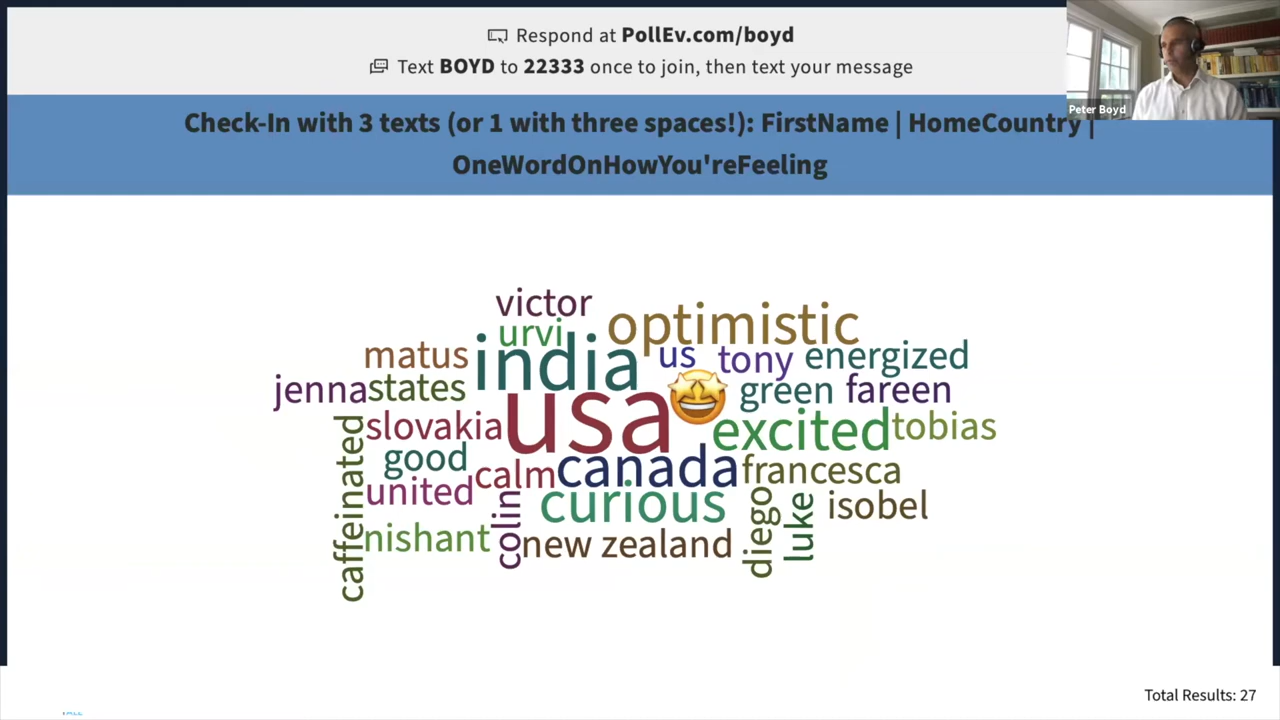 Respond at PollEv.com/boyd
Text BOYD to 22333 once to join, then text your message
Peter Boyd
Check-In with 3 texts (or 1 with three spaces!): FirstName | HomeCountry |
OneWordOnHowYou'reFeeling
victor
optimistic
urvi
matus
india
us
tony
energized
jenna
states
green
fareen
slovakia
usa
excited
tobias
good
calm
canada
francesca
caffeinated
united
curious
isobel
nishant
colin
new zealand
diego
luke
Total Results: 27